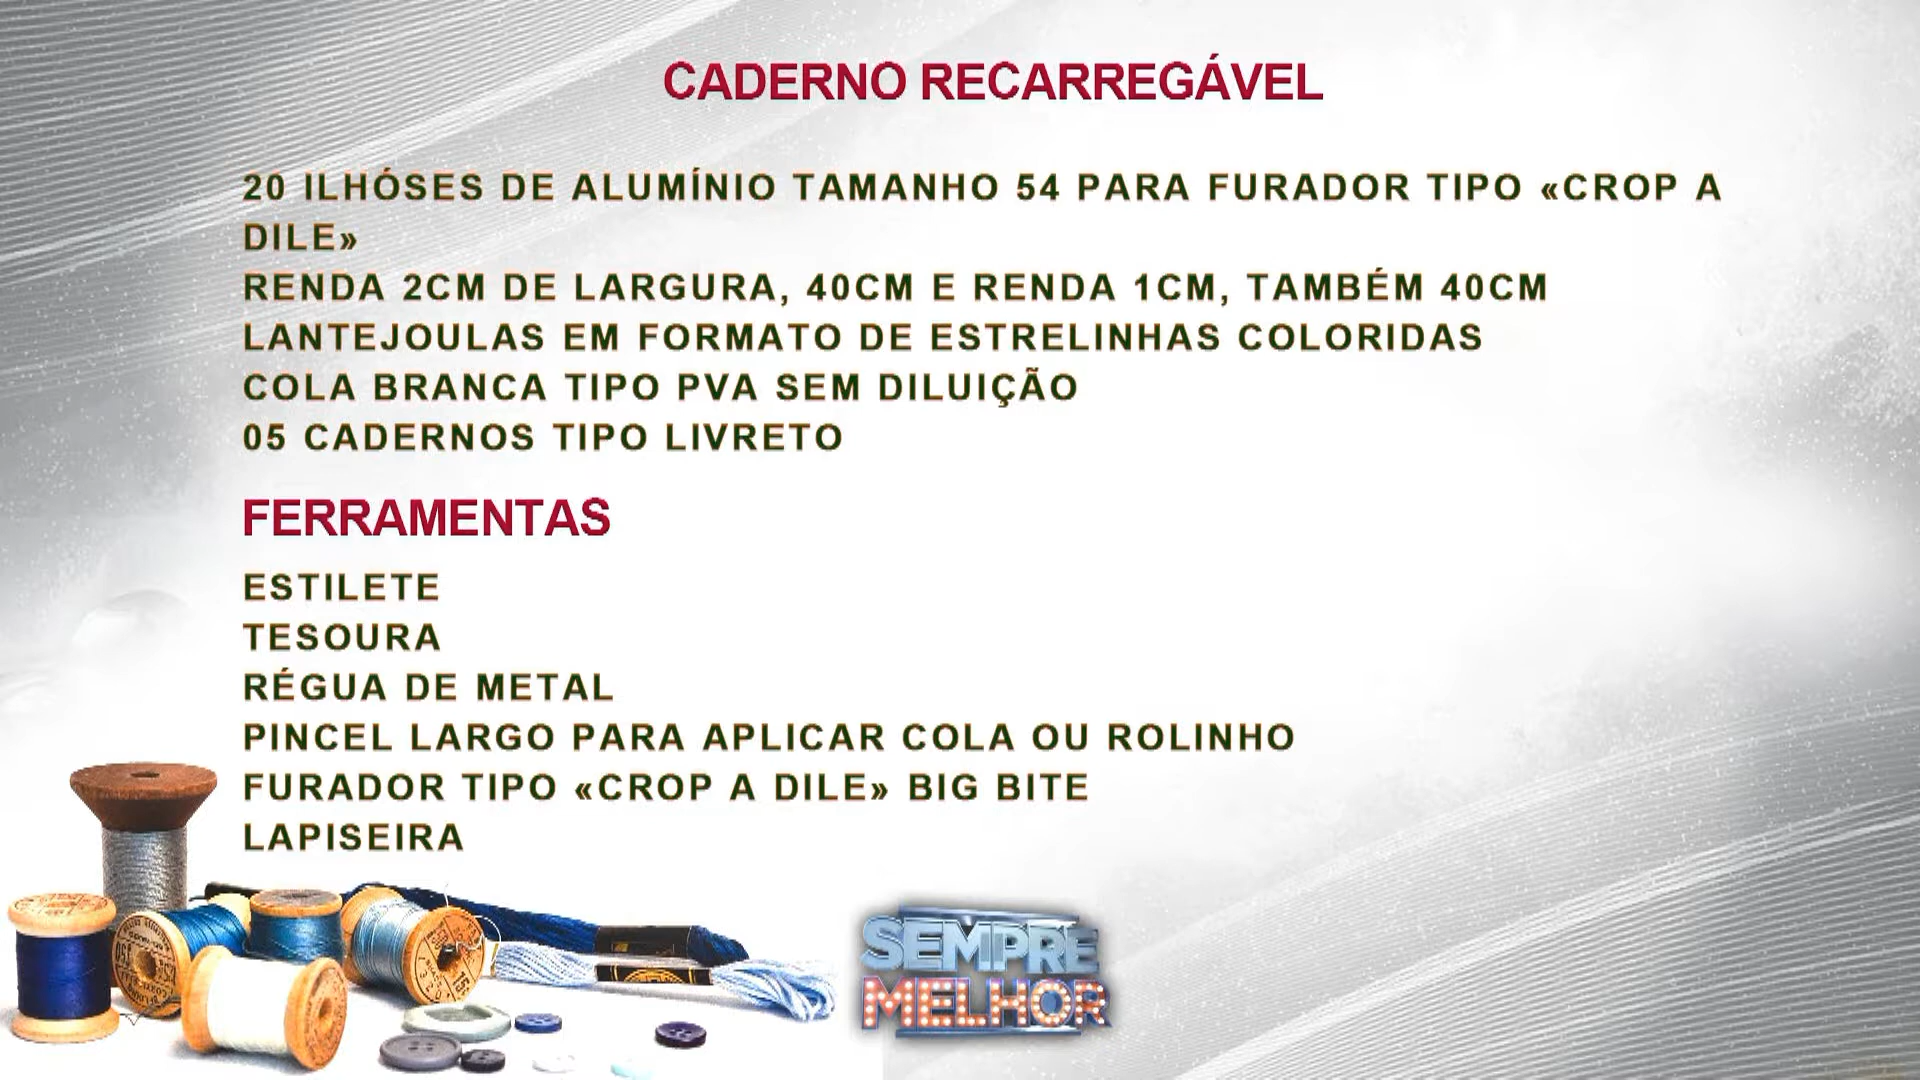 CADERNO RECARREGÁVEL
20 ILHÓSES DE ALUMÍNIO TAMANHO 54 PARA FURADOR TIPO «CROP A
DILE»
RENDA 2CM DE LARGURA, 40CM E RENDA 1CM, TAMBÉM 40CM
LANTEJOULAS EM FORMATO DE ESTRELINHAS COLORIDAS
COLA BRANCA TIPO PVA SEM DILUIÇÃO
05 CADERNOS TIPO LIVRETO
FERRAMENTAS
ESTILETE
TESOURA
RÉGUA DE METAL
PINCEL LARGO PARA APLICAR COLA OU ROLINHO
FURADOR TIPO «CROP A DILE» BIG BITE
LAPISEIRA
SEMPRE
MELHOR